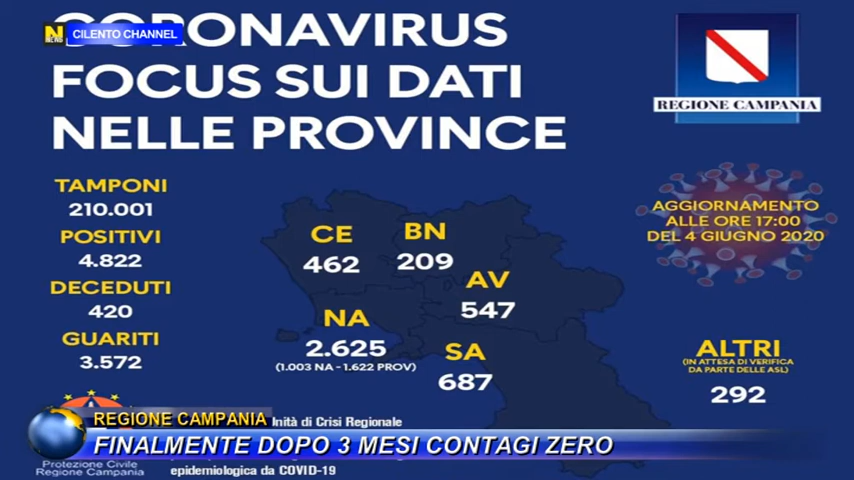 N
CILENTO CHANNEL
CORONAVIRUS
FOCUS SUI DATI
NELLE PROVINCE
REGIONE CAMPANIA
TAMPONI
210.001
POSITIVI
4.822
DECEDUTI
420
GUARITI
3.572
CE
462
BN
209
AV
547
NA
2.625
(1.003 NA - 1.622 PROV)
SA
687
AGGIORNAMENTO
ALLE ORE 17:00
DEL 4 GIUGNO 2020
ALTRI
(IN ATTESA DI VERIFICA
DA PARTE DELLE ASL)
292
REGIONE CAMPANIA
nità di Crisi Regionale
FINALMENTE DOPO 3 MESI CONTAGI ZERO
Protezione Civile
Regione Campania
epidemiologica da COVID-19